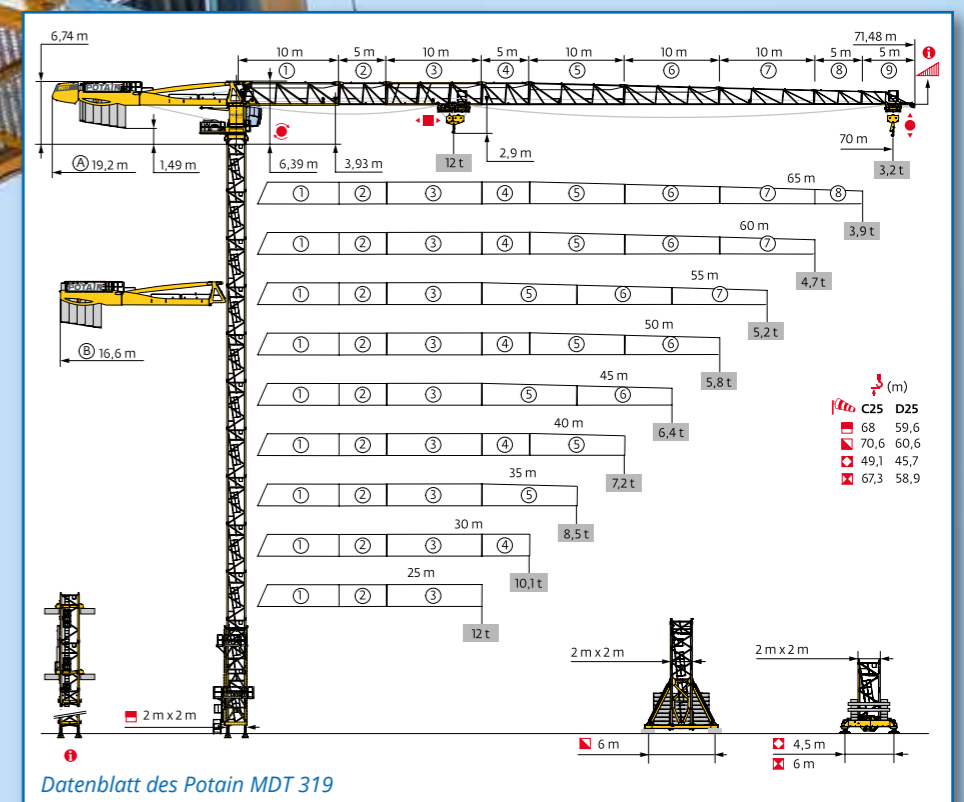 6,74 m
71,48 m
10 m 5 m 10 m 5 m 10 m 10 m 10 m 5 m 5 m
① ② ③ ④ ⑤ ⑥ ⑦ ⑧ ⑨
i
POTAIN
Ⓐ 19,2 m
1,49 m
6,39 m
3,93 m
12 t
2,9 m
70 m
3,2 t
65 m
① ② ③ ④ ⑤ ⑥ ⑦ ⑧
3,9 t
60 m
① ② ③ ④ ⑤ ⑥ ⑦
4,7 t
POTAIN
Ⓑ 16,6 m
55 m
① ② ③ ⑤ ⑥ ⑦
5,2 t
50 m
① ② ③ ④ ⑤ ⑥
5,8 t
45 m
① ② ③ ⑤ ⑥
6,4 t
40 m
① ② ③ ④ ⑤
7,2 t
35 m
① ② ③ ⑤
8,5 t
30 m
① ② ③ ④
10,1 t
25 m
① ② ③
12 t
(m)
C25 D25
68 59,6
70,6 60,6
49,1 45,7
67,3 58,9
2 m x 2 m
i
2 m x 2 m
6 m
2 m x 2 m
4,5 m
6 m
Datenblatt des Potain MDT 319